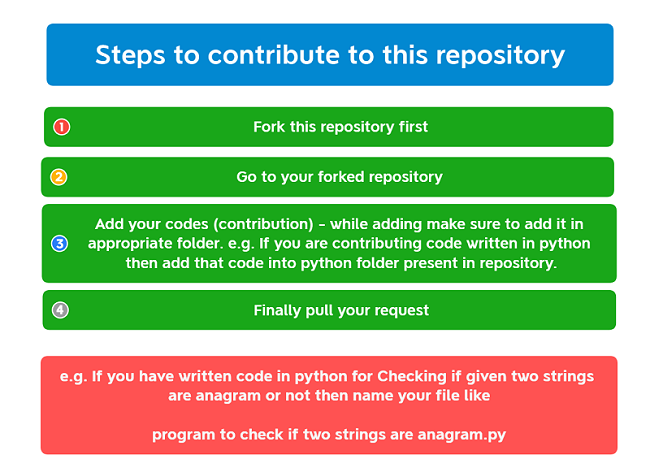 Steps to contribute to this repository
1
Fork this repository first
2
Go to your forked repository
3
Add your codes (contribution) - while adding make sure to add it in
appropriate folder. e.g. If you are contributing code written in python
then add that code into python folder present in repository.
4
Finally pull your request
e.g. If you have written code in python for Checking if given two strings
are anagram or not then name your file like
program to check if two strings are anagram.py